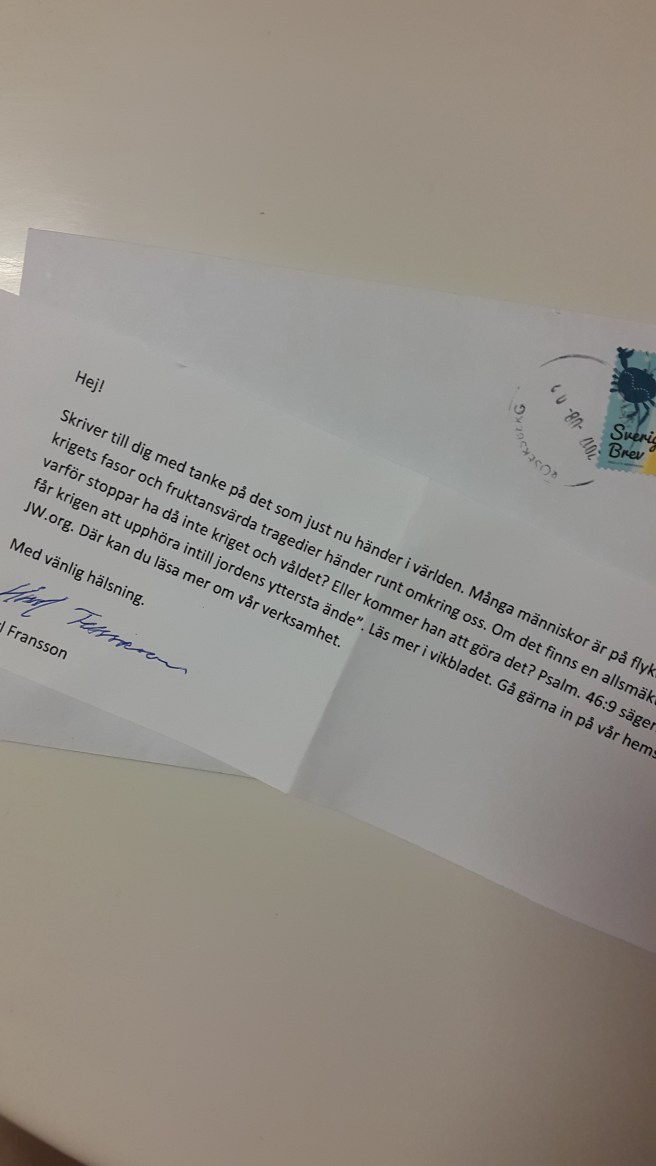 Hej!
Skriver till dig med tanke på det som just nu händer i världen. Många människor är på
krigets fasor och fruktansvärda tragedier händer runt omkring oss. Om det finns en
varför stoppar ha då inte kriget och våldet? Eller kommer han att göra det? Psalm. 46:9 säger
får krigen att upphöra intill jordens yttersta ände”. Läs mer i vikbladet. Gå gärna in på vår
JW.org. Där kan du läsa mer om vår verksamhet.
Med vänlig hälsning.
Fransson
Brev
ROSERSBERG